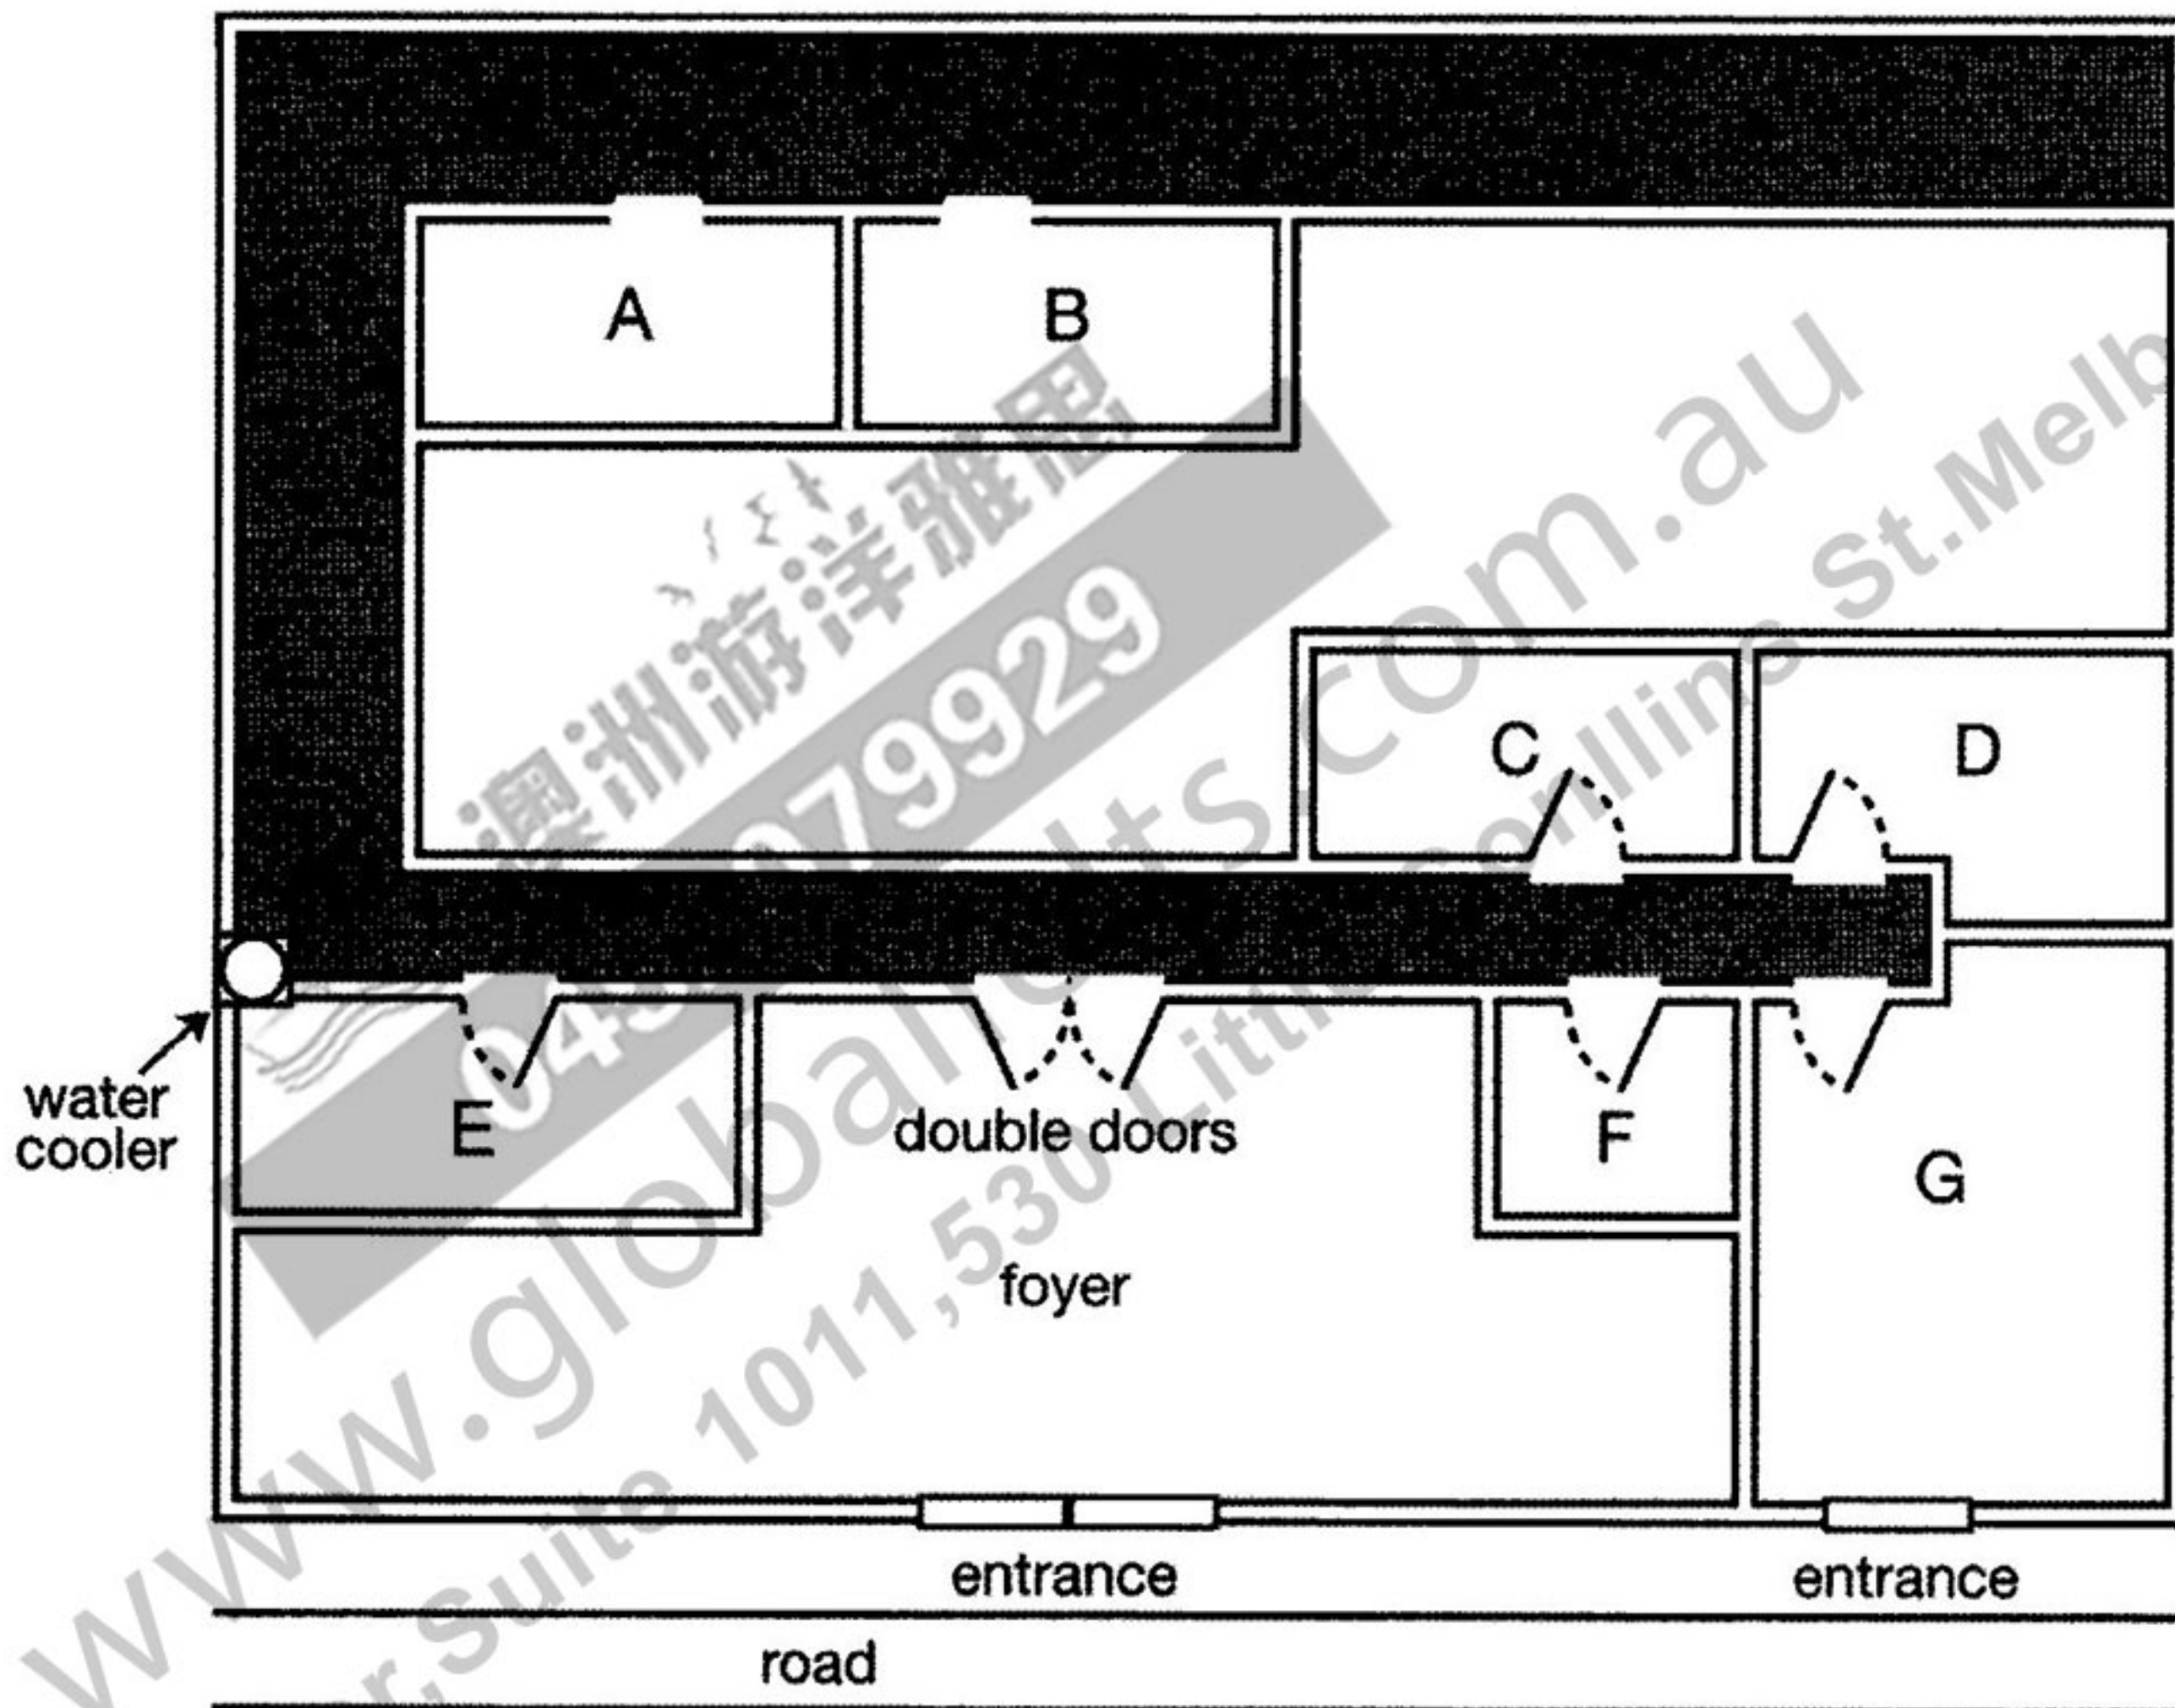 A
B
C
D
water
cooler
E
double doors
F
G
foyer
entrance
entrance
road
澳洲游洋雅思
www.globalielts.com.au